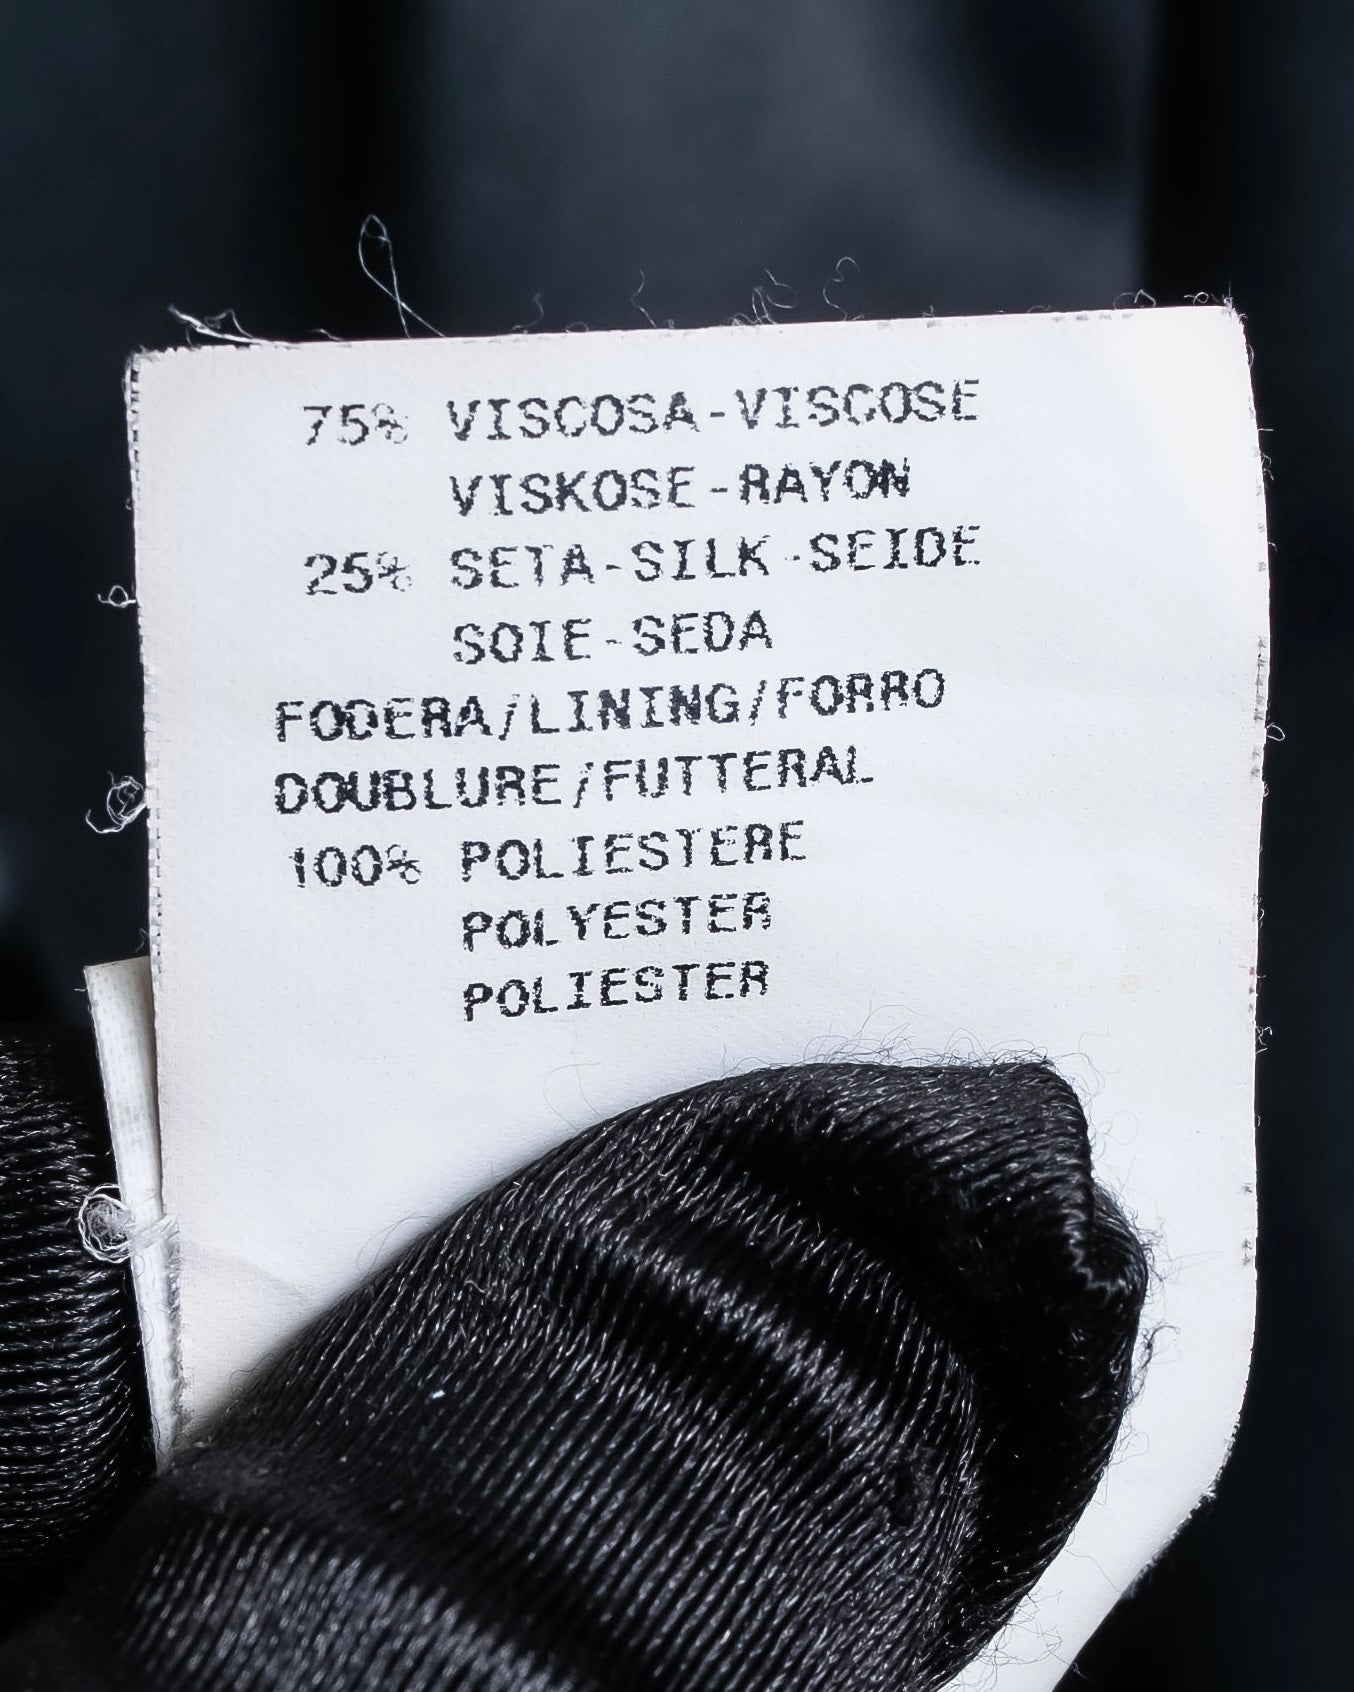 75% VISCOSA-VISCOSE
VISKOSE-RAYON
25% SETA-SILK-SEIDE
SOIE-SEDA
FODERA/LINING/FORRO
DOUBLURE/FUTTERAL
100% POLIESTERE
POLYESTER
POLIESTER